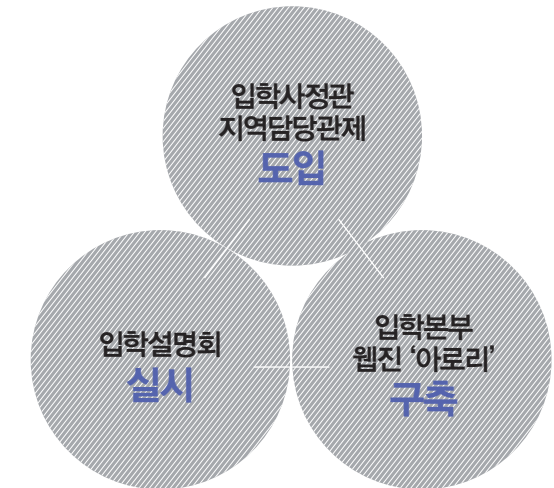 입학사정관
지역담당관제
도입
입학설명회
실시
입학본부
웹진 ‘아로리’
구축